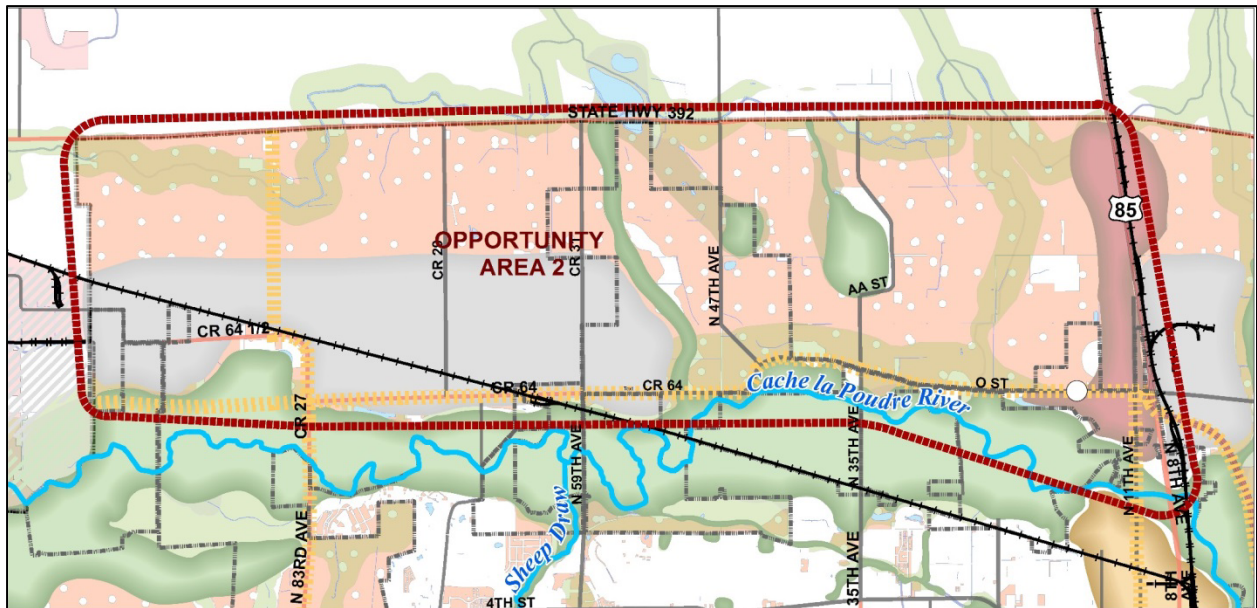 STATE HWY 392
85
OPPORTUNITY
AREA 2
CR 29
CR 31
N 47TH AVE
AA ST
CR 64 1/2
CR 64
CR 64
O ST
Cache la Poudre River
CR 27
N 59TH AVE
N 35TH AVE
N 11TH AVE
N 8TH AVE
N 83RD AVE
Sheep Draw
4TH ST
35TH AVE
8TH
AVE